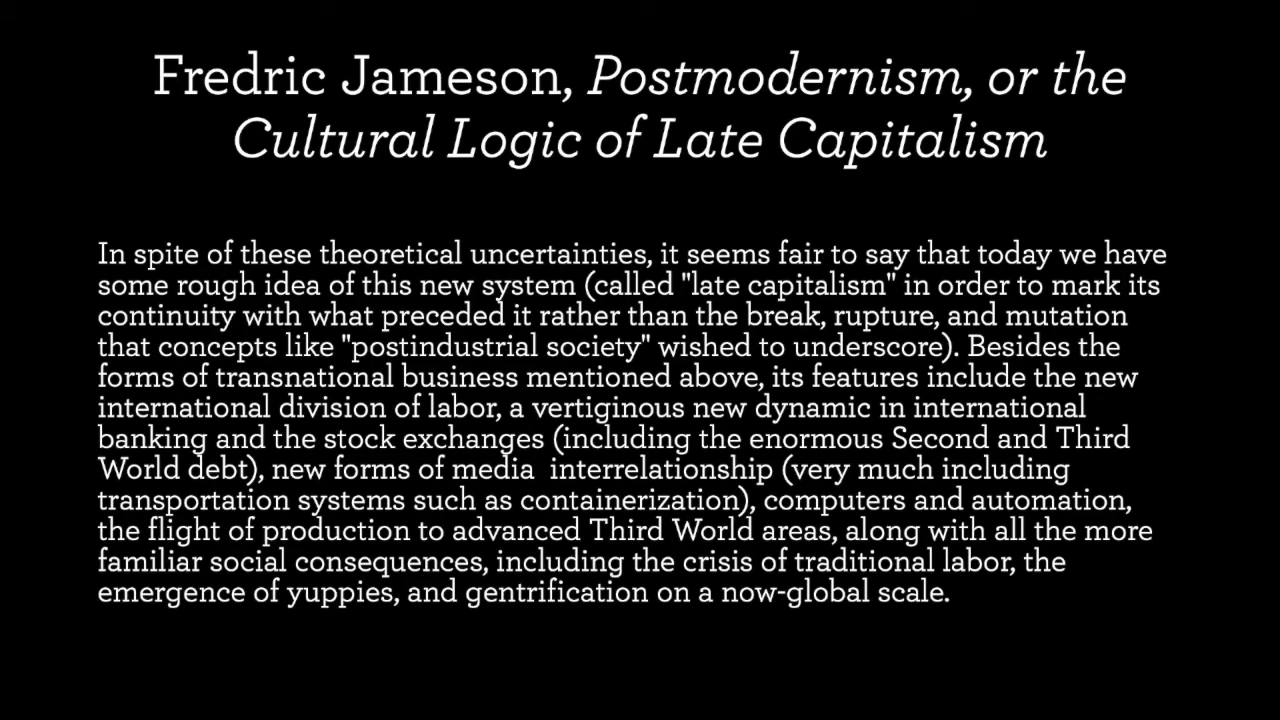 Fredric Jameson, Postmodernism, or the
Cultural Logic of Late Capitalism
In spite of these theoretical uncertainties, it seems fair to say that today we have
some rough idea of this new system (called "late capitalism" in order to mark its
continuity with what preceded it rather than the break, rupture, and mutation
that concepts like "postindustrial society" wished to underscore). Besides the
forms of transnational business mentioned above, its features include the new
international division of labor, a vertiginous new dynamic in international
banking and the stock exchanges (including the enormous Second and Third
World debt), new forms of media  interrelationship (very much including
transportation systems such as containerization), computers and automation,
the flight of production to advanced Third World areas, along with all the more
familiar social consequences, including the crisis of traditional labor, the
emergence of yuppies, and gentrification on a now-global scale.